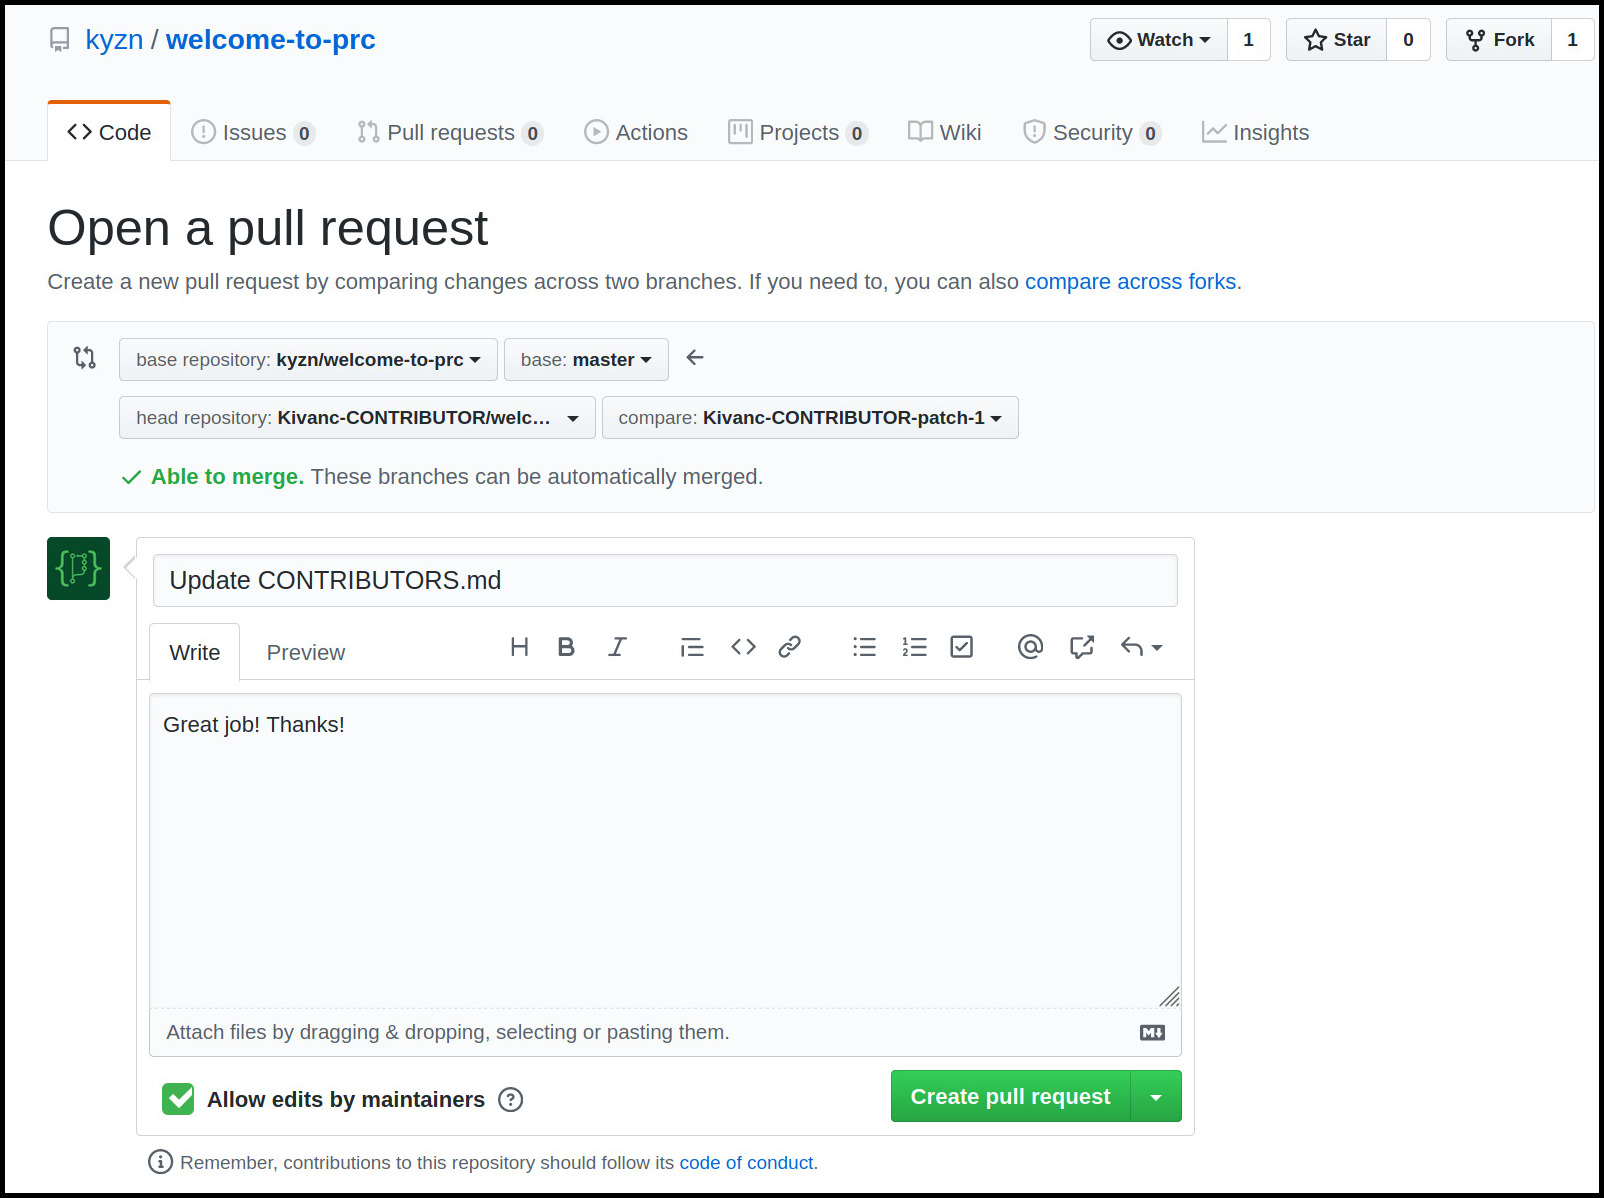 kyzn / welcome-to-prc
Watch 1 Star 0 Fork 1
Code Issues 0 Pull requests 0 Actions Projects 0 Wiki Security 0 Insights
Open a pull request
Create a new pull request by comparing changes across two branches. If you need to, you can also compare across forks.
base repository: kyzn/welcome-to-prc base: master
head repository: Kivanc-CONTRIBUTOR/welc... compare: Kivanc-CONTRIBUTOR-patch-1
Able to merge. These branches can be automatically merged.
Update CONTRIBUTORS.md
Write Preview
Great job! Thanks!
Attach files by dragging & dropping, selecting or pasting them.
Allow edits by maintainers Create pull request
Remember, contributions to this repository should follow its code of conduct.